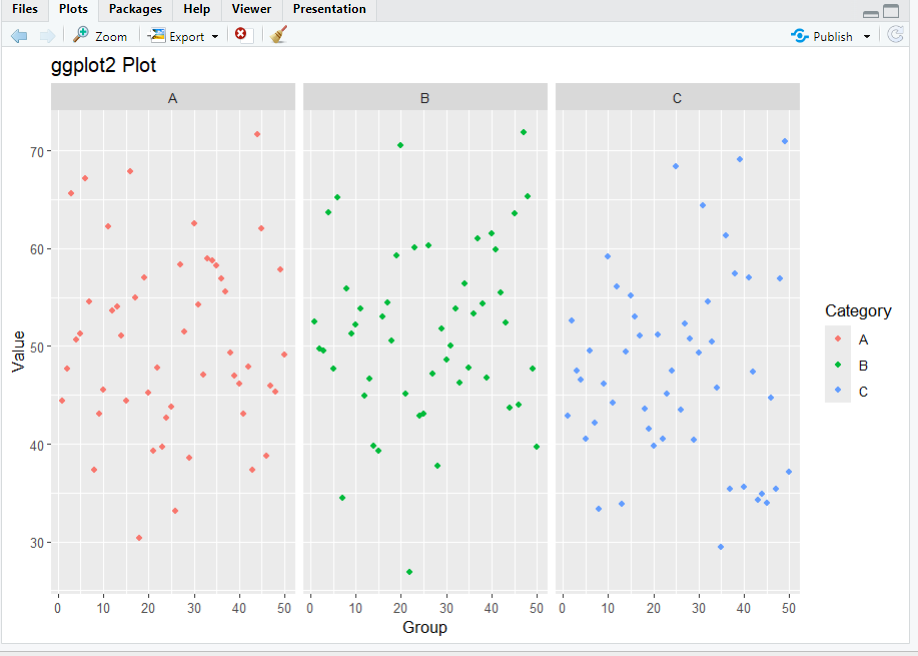 Files Plots Packages Help Viewer Presentation
Zoom Export Publish
ggplot2 Plot
A B C
70
60
50
40
30
Value
0 10 20 30 40 50 0 10 20 30 40 50 0 10 20 30 40 50
Group
Category
A
B
C